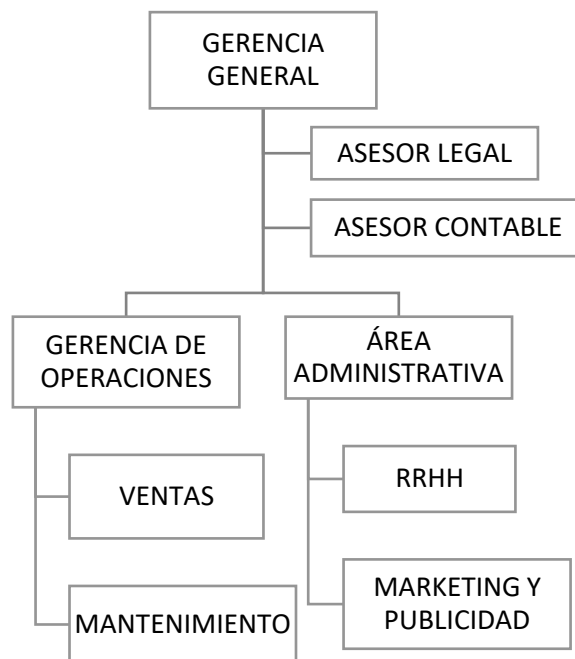 GERENCIA
GENERAL
ASESOR LEGAL
ASESOR CONTABLE
GERENCIA DE
OPERACIONES
ÁREA
ADMINISTRATIVA
VENTAS
RRHH
MANTENIMIENTO
MARKETING Y
PUBLICIDAD